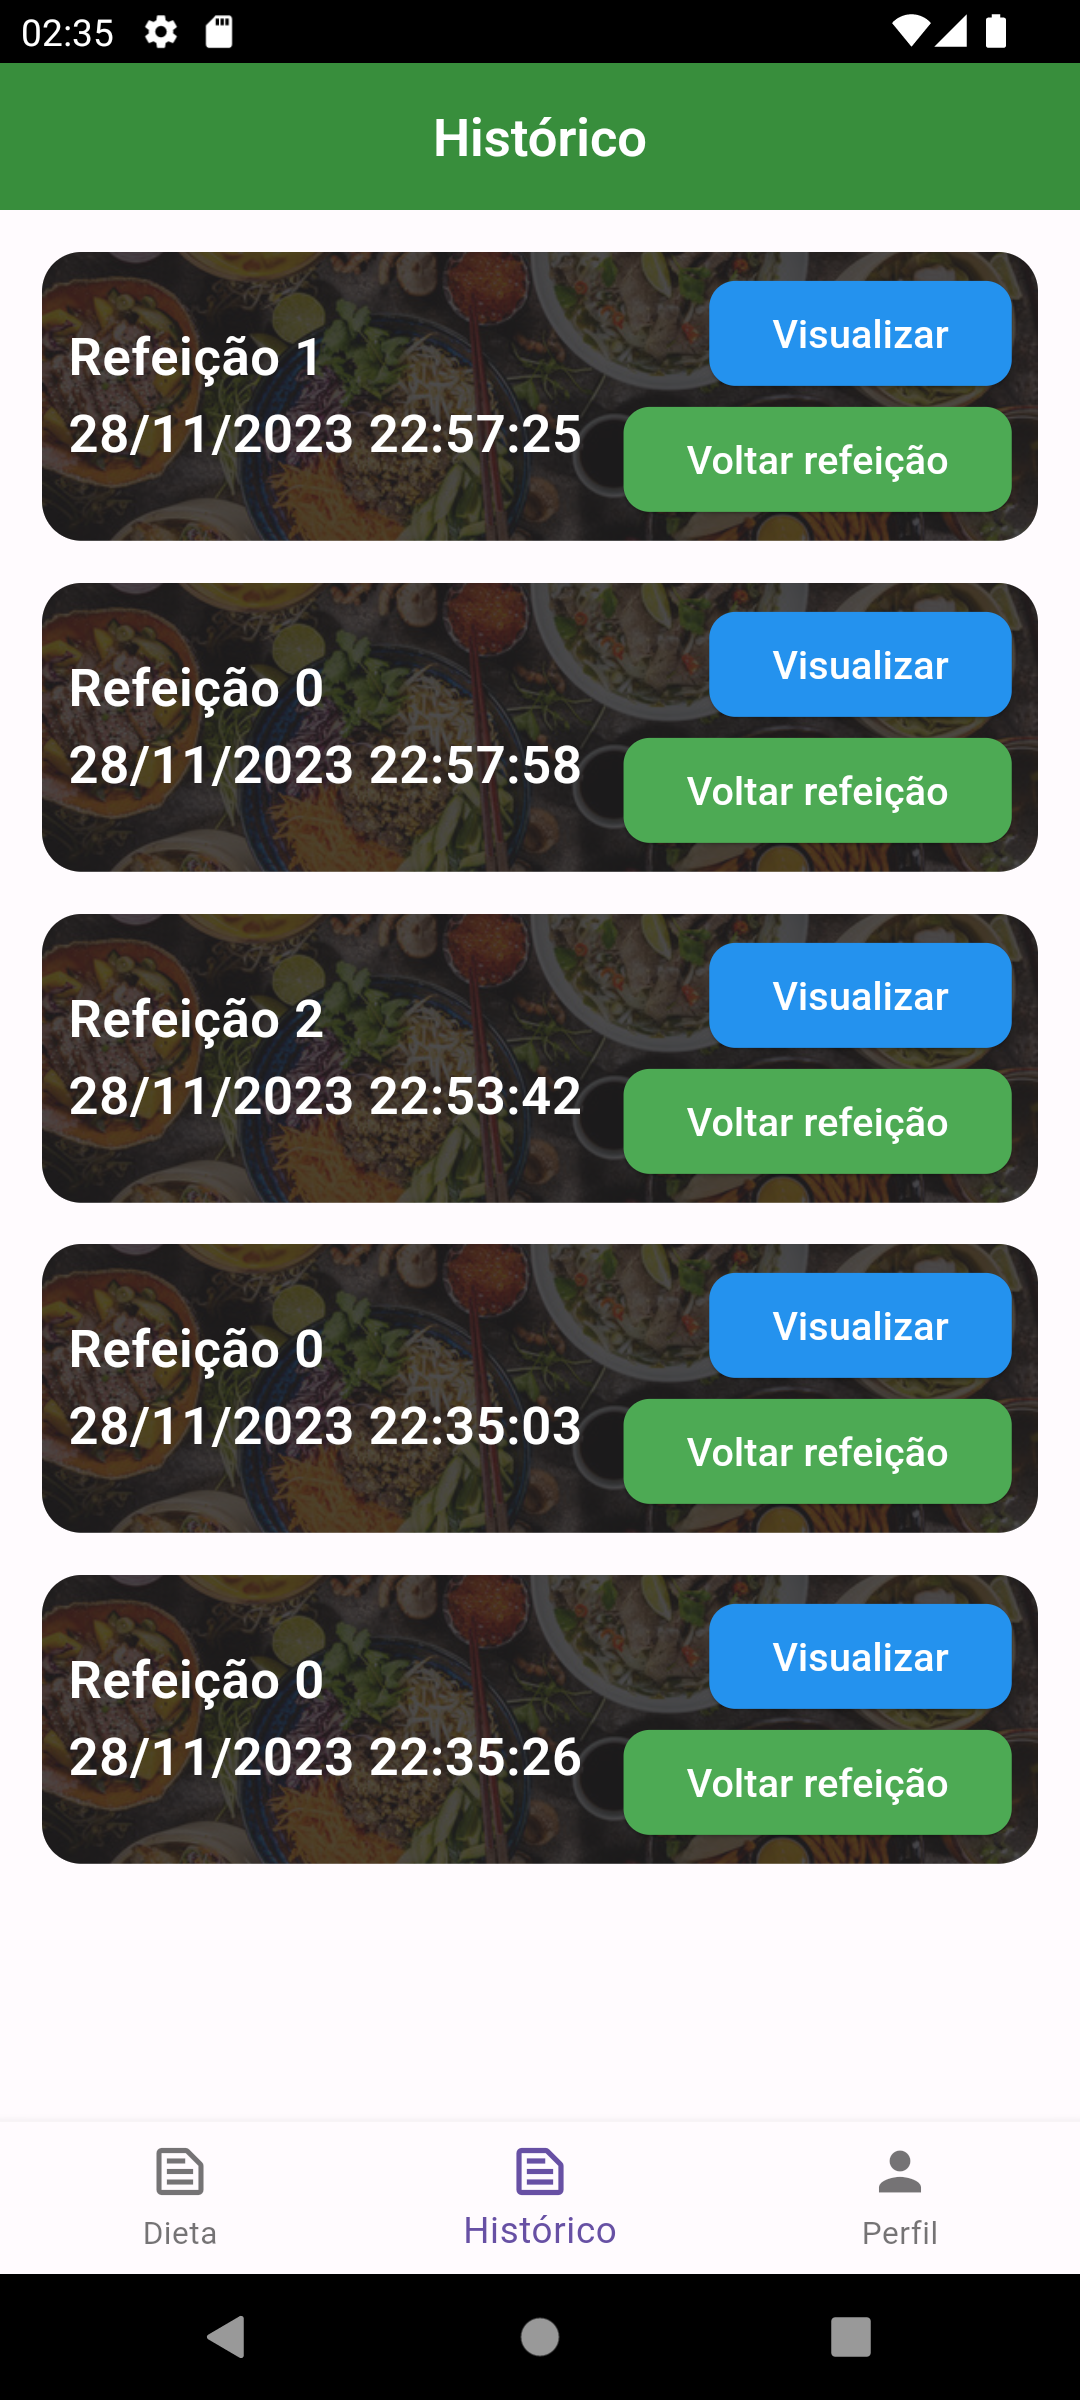 02:35
Histórico
Refeição 1
28/11/2023 22:57:25
Visualizar
Voltar refeição
Refeição 0
28/11/2023 22:57:58
Visualizar
Voltar refeição
Refeição 2
28/11/2023 22:53:42
Visualizar
Voltar refeição
Refeição 0
28/11/2023 22:35:03
Visualizar
Voltar refeição
Refeição 0
28/11/2023 22:35:26
Visualizar
Voltar refeição
Dieta
Histórico
Perfil